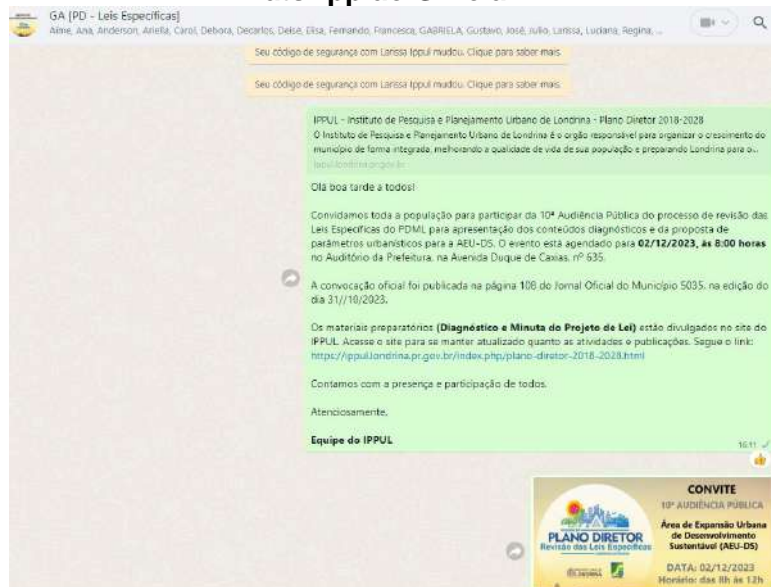 GA [PD - Leis Específicas]
Aline, Ana, Anderson, Ariella, Carol, Debora, Decarlos, Deise, Elisa, Fernando, Francesca, GABRIELA, Gustavo, José, Julio, Larissa, Luciana, Regina, ...
Seu código de segurança com Larissa Ippul mudou. Clique para saber mais.
Seu código de segurança com Larissa Ippul mudou. Clique para saber mais.
IPPUL - Instituto de Pesquisa e Planejamento Urbano de Londrina - Plano Diretor 2018-2028
O Instituto de Pesquisa e Planejamento Urbano de Londrina é o orgão responsável para organizar o crescimento do
município de forma integrada, melhorando a qualidade de vida de sua população e preparando Londrina para o...
ippul.londrina.pr.gov.br
Olá boa tarde a todos!
Convidamos toda a população para participar da 10ª Audiência Pública do processo de revisão das
Leis Específicas do PDML para apresentação dos conteúdos diagnósticos e da proposta de
parâmetros urbanísticos para a AEU-DS. O evento está agendado para 02/12/2023, às 8:00 horas
no Auditório da Prefeitura, na Avenida Duque de Caxias, nº 635.
A convocação oficial foi publicada na página 108 do Jornal Oficial do Município 5035, na edição do
dia 31//10/2023.
Os materiais preparatórios (Diagnóstico e Minuta do Projeto de Lei) estão divulgados no site do
IPPUL. Acesse o site para se manter atualizado quanto as atividades e publicações. Segue o link:
https://ippul.londrina.pr.gov.br/index.php/plano-diretor-2018-2028.html
Contamos com a presença e participação de todos.
Atenciosamente,
Equipe do IPPUL
16:11
CONVITE
10ª AUDIÊNCIA PÚBLICA
Área de Expansão Urbana
de Desenvolvimento
Sustentável (AEU-DS)
PLANO DIRETOR
Revisão das Leis Específicas
LONDRINA
DATA: 02/12/2023
Horário: das 8h às 12h